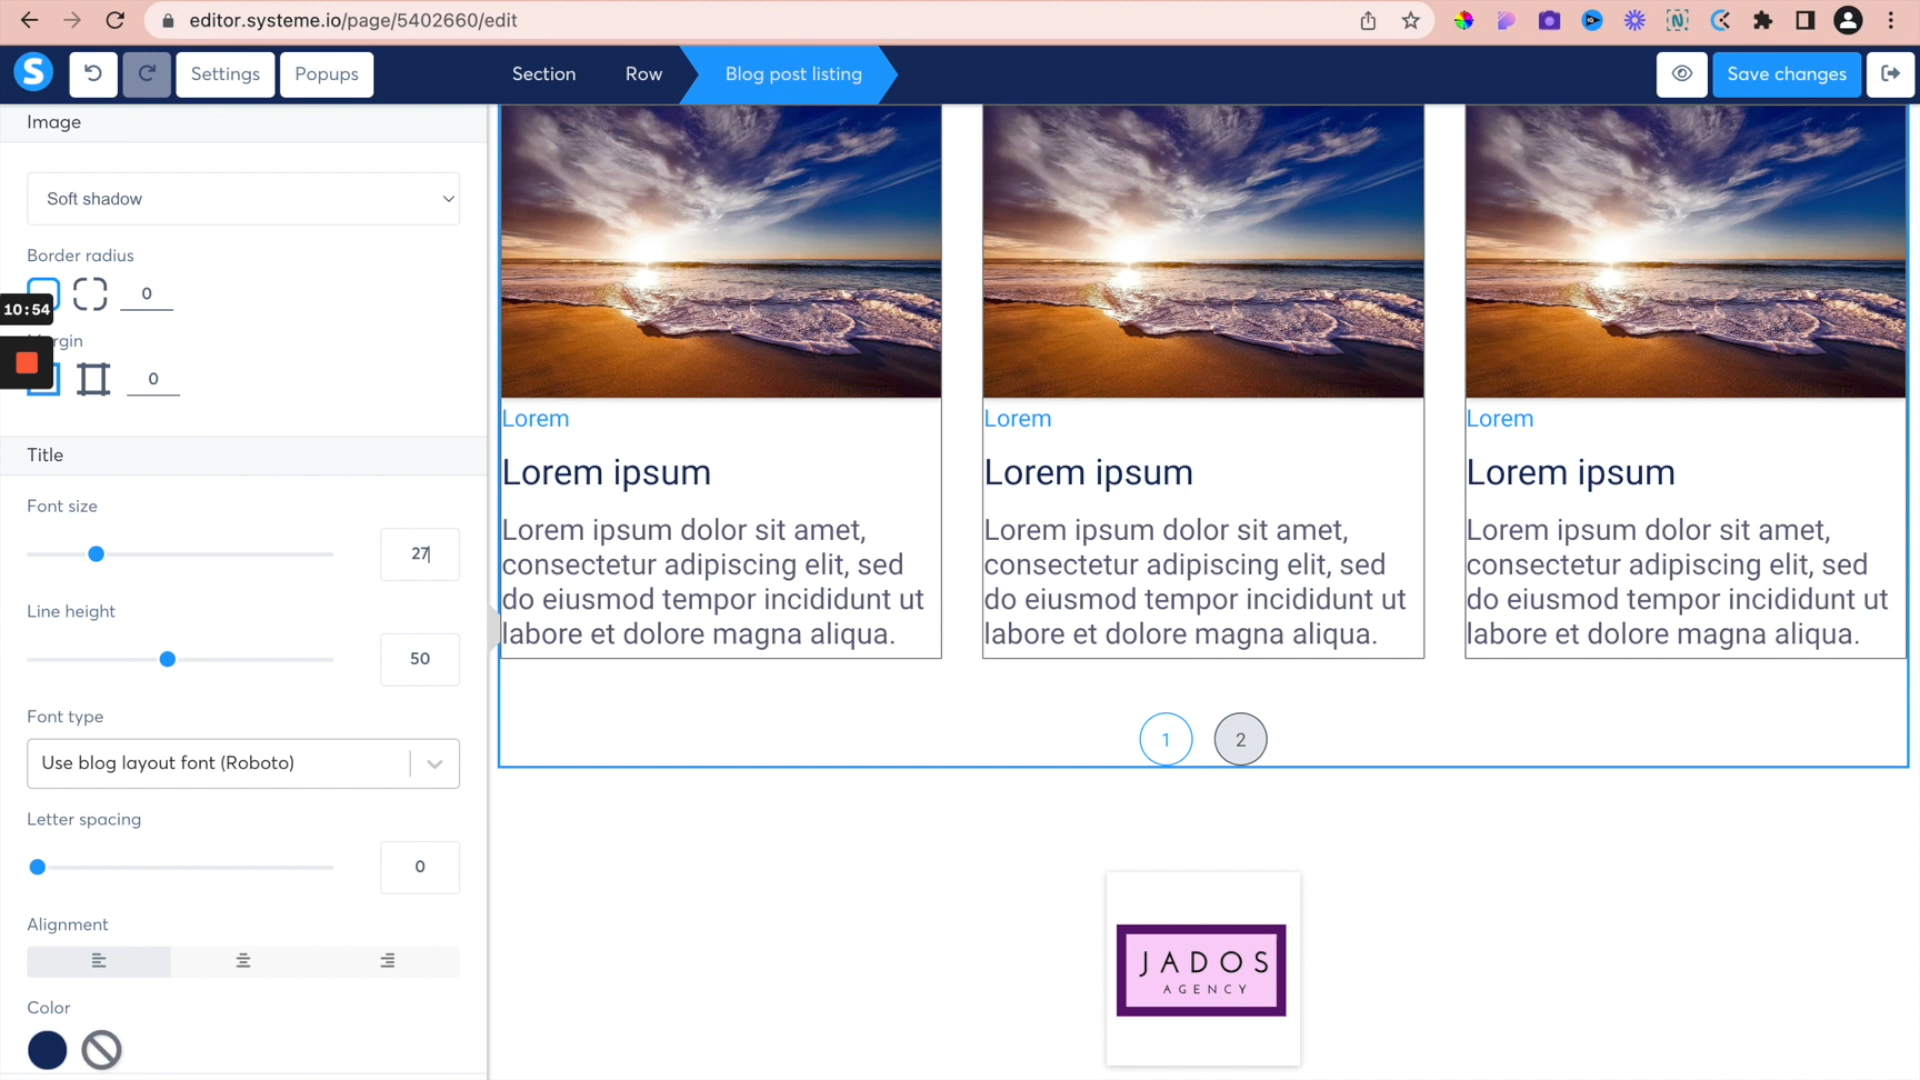 editor.systeme.io/page/5402660/edit
S
Settings
Popups
Section
Row
Blog post listing
Save changes
Image
Soft shadow
Border radius
0
10:54
rgin
0
Title
Font size
27
Line height
50
Font type
Use blog layout font (Roboto)
Letter spacing
0
Alignment
Color
Lorem
Lorem ipsum
Lorem ipsum dolor sit amet,
consectetur adipiscing elit, sed
do eiusmod tempor incididunt ut
labore et dolore magna aliqua.
Lorem
Lorem ipsum
Lorem ipsum dolor sit amet,
consectetur adipiscing elit, sed
do eiusmod tempor incididunt ut
labore et dolore magna aliqua.
Lorem
Lorem ipsum
Lorem ipsum dolor sit amet,
consectetur adipiscing elit, sed
do eiusmod tempor incididunt ut
labore et dolore magna aliqua.
1
2
JADOS
AGENCY